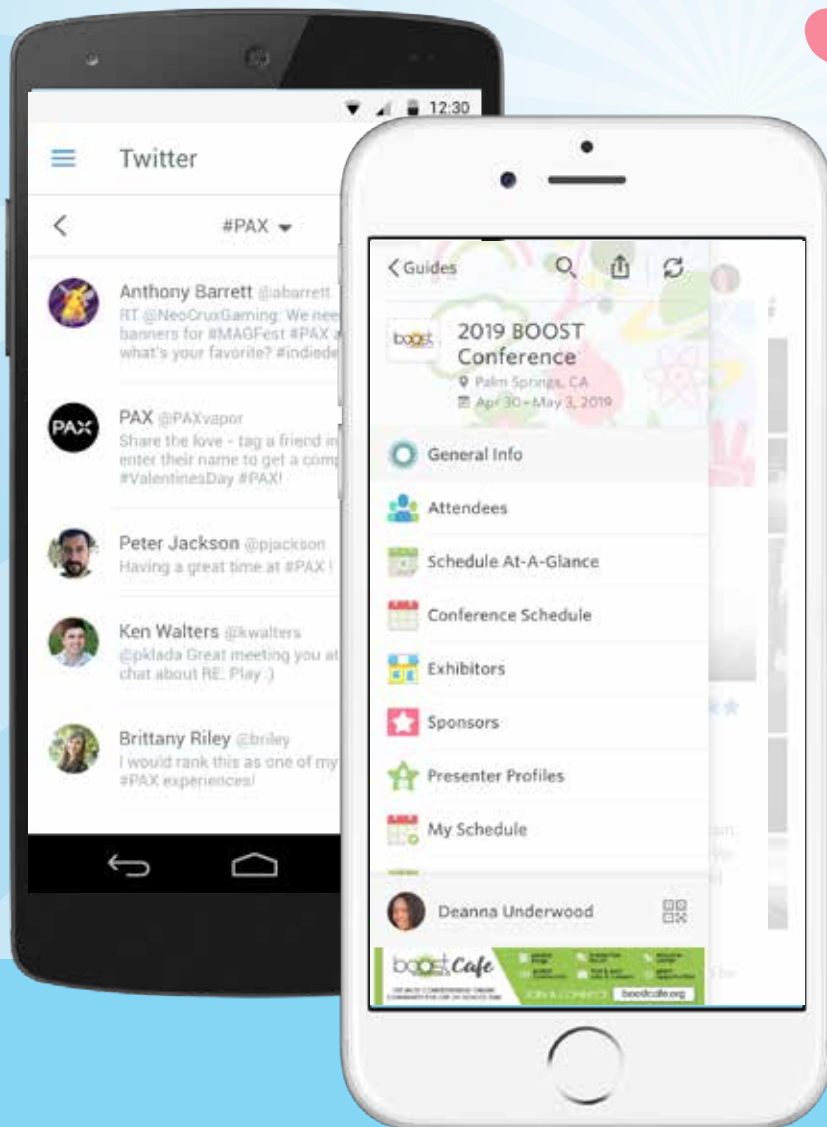 12:30
Twitter
#PAX
Anthony Barrett @abarrett
RT @NeoCruxGaming: We nee
banners for #MAGFest #PAX a
what's your favorite? #indiede
PAX
PAX @PAXvapor
Share the love - tag a friend in
enter their name to get a comp
#ValentinesDay #PAX!
Peter Jackson @pjackson
Having a great time at #PAX !
Ken Walters @kwalters
@pklada Great meeting you at
chat about RE: Play :)
Brittany Riley @briley
I would rank this as one of my
#PAX experiences!
Guides
boost
2019 BOOST
Conference
Palm Springs, CA
Apr 30 – May 3, 2019
General Info
Attendees
Schedule At-A-Glance
Conference Schedule
Exhibitors
Sponsors
Presenter Profiles
My Schedule
Deanna Underwood
boost Cafe
JOIN & CONNECT! boostcafe.org